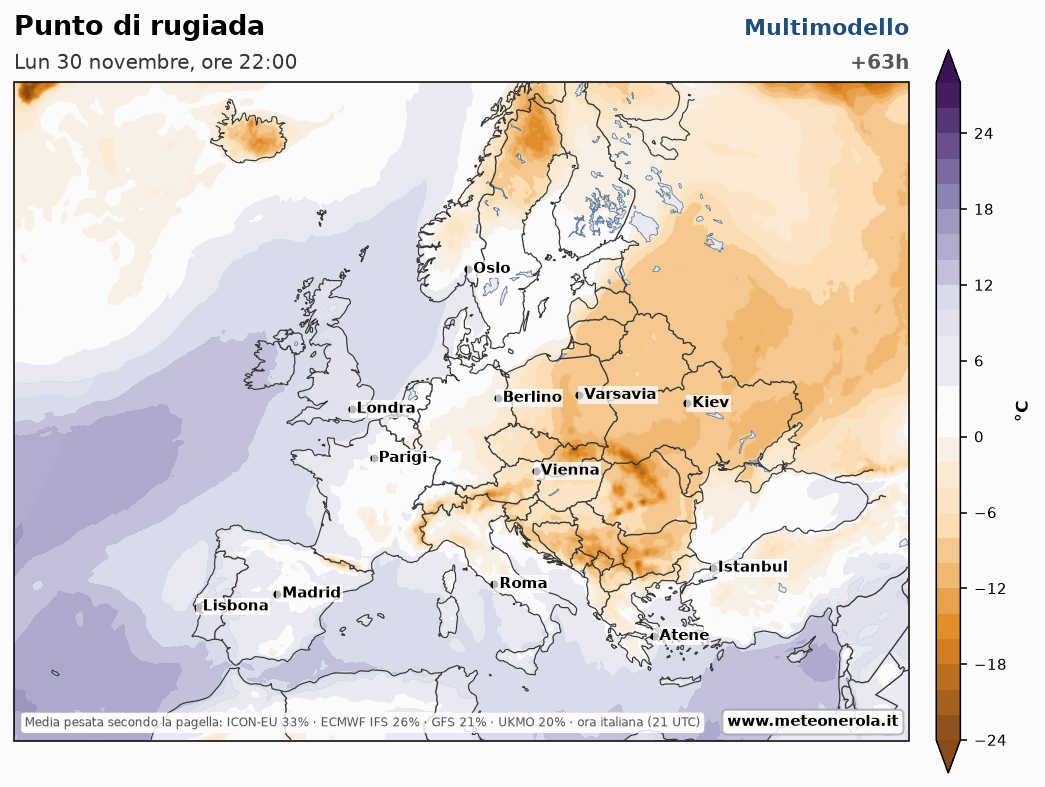 Punto di rugiada
Multimodello
Lun 30 novembre, ore 22:00
+63h
24
18
12
6
0
−6
−12
−18
−24
°C
Oslo
Londra
Berlino
Varsavia
Kiev
Parigi
Vienna
Madrid
Lisbona
Roma
Istanbul
Atene
Media pesata secondo la pagella: ICON-EU 33% · ECMWF IFS 26% · GFS 21% · UKMO 20% · ora italiana (21 UTC)
www.meteonerola.it